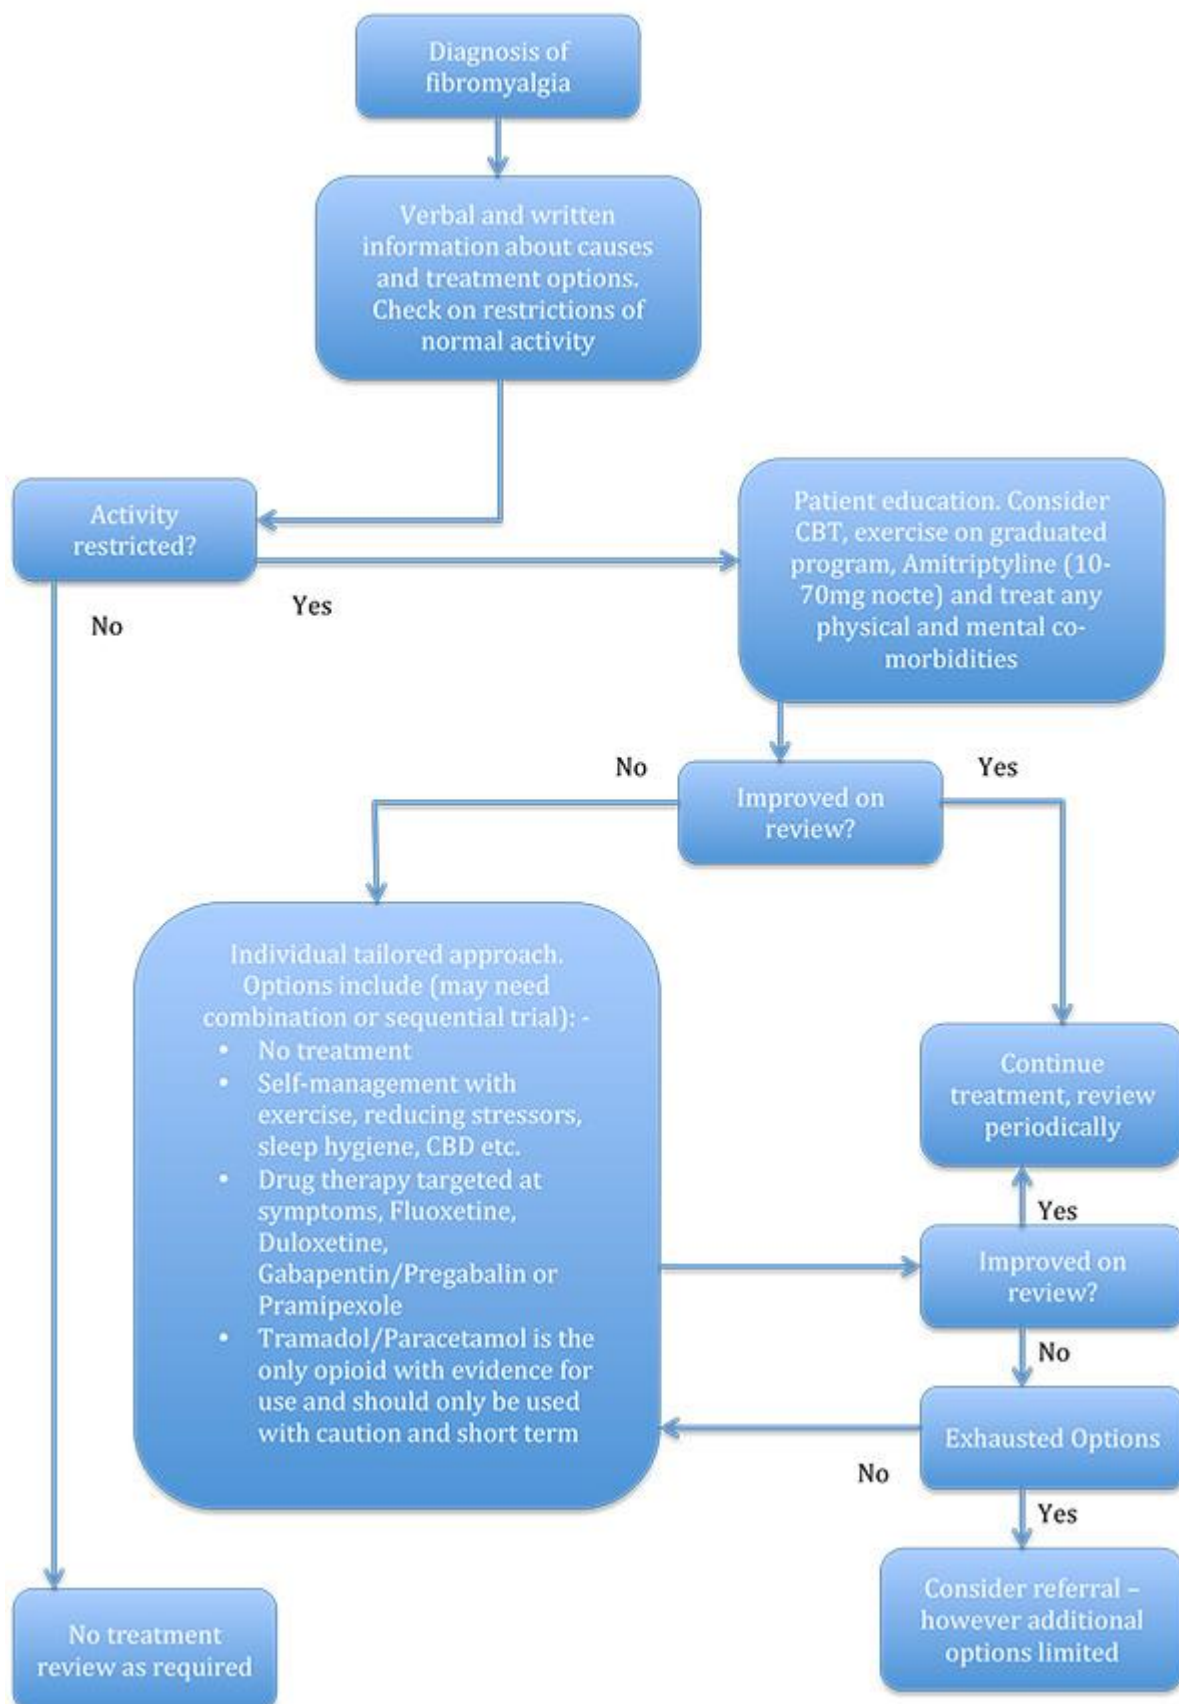 Diagnosis of
fibromyalgia
Verbal and written
information about causes
and treatment options.
Check on restrictions of
normal activity
Activity
restricted?
No
Yes
Patient education. Consider
CBT, exercise on graduated
program, Amitriptyline (10-
70mg nocte) and treat any
physical and mental co-
morbidities
No
Improved on
review?
Yes
Individual tailored approach.
Options include (may need
combination or sequential trial): -
• No treatment
• Self-management with
exercise, reducing stressors,
sleep hygiene, CBD etc.
• Drug therapy targeted at
symptoms, Fluoxetine,
Duloxetine,
Gabapentin/Pregabalin or
Pramipexole
• Tramadol/Paracetamol is the
only opioid with evidence for
use and should only be used
with caution and short term
Continue
treatment, review
periodically
Yes
Improved on
review?
No
Exhausted Options
No
Yes
Consider referral –
however additional
options limited
No treatment
review as required